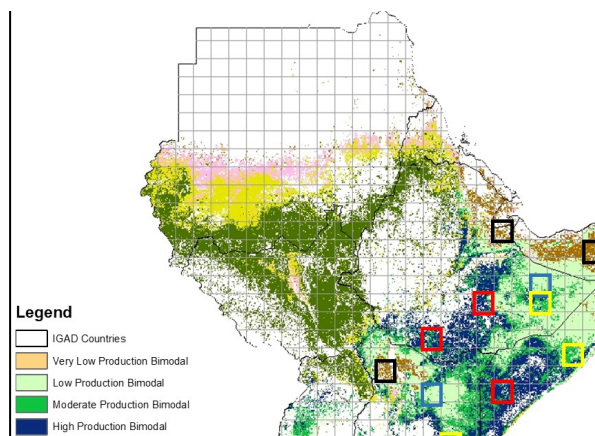 Legend
IGAD Countries
Very Low Production Bimodal
Low Production Bimodal
Moderate Production Bimodal
High Production Bimodal